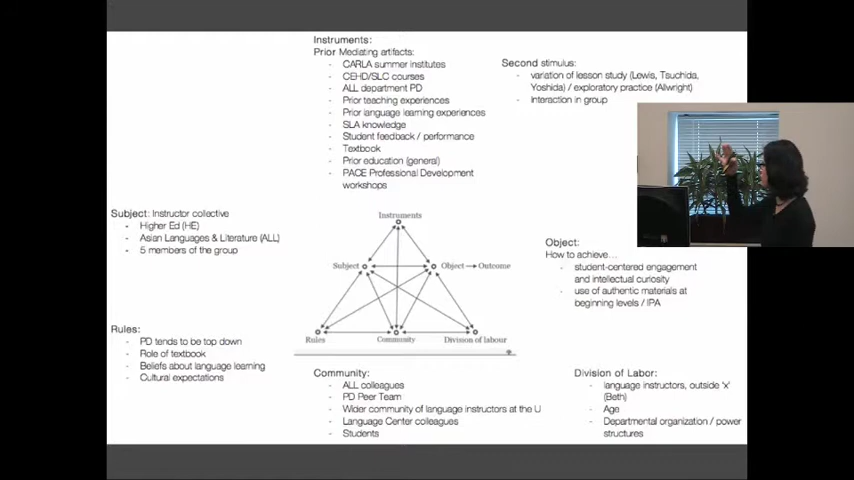 Instruments:
Prior Mediating artifacts:
- CARLA summer institutes
- CEHD/SLC courses
- ALL department PD
- Prior teaching experiences
- Prior language learning experiences
- SLA knowledge
- Student feedback / performance
- Textbook
- Prior education (general)
- PACE Professional Development
workshops
Second stimulus:
- variation of lesson study (Lewis, Tsuchida,
Yoshida) / exploratory practice (Allwright)
- interaction in group
Subject: Instructor collective
- Higher Ed (HE)
- Asian Languages & Literature (ALL)
- 5 members of the group
Instruments
Subject
Object
Outcome
Rules
Community
Division of labour
Object:
How to achieve…
- student-centered engagement
and intellectual curiosity
- use of authentic materials at
beginning levels / IPA
Rules:
- PD tends to be top down
- Role of textbook
- Beliefs about language learning
- Cultural expectations
Community:
- ALL colleagues
- PD Peer Team
- Wider community of language instructors at the U
- Language Center colleagues
- Students
Division of Labor:
- language instructors, outside 'x'
(Beth)
- Age
- Departmental organization / power
structures